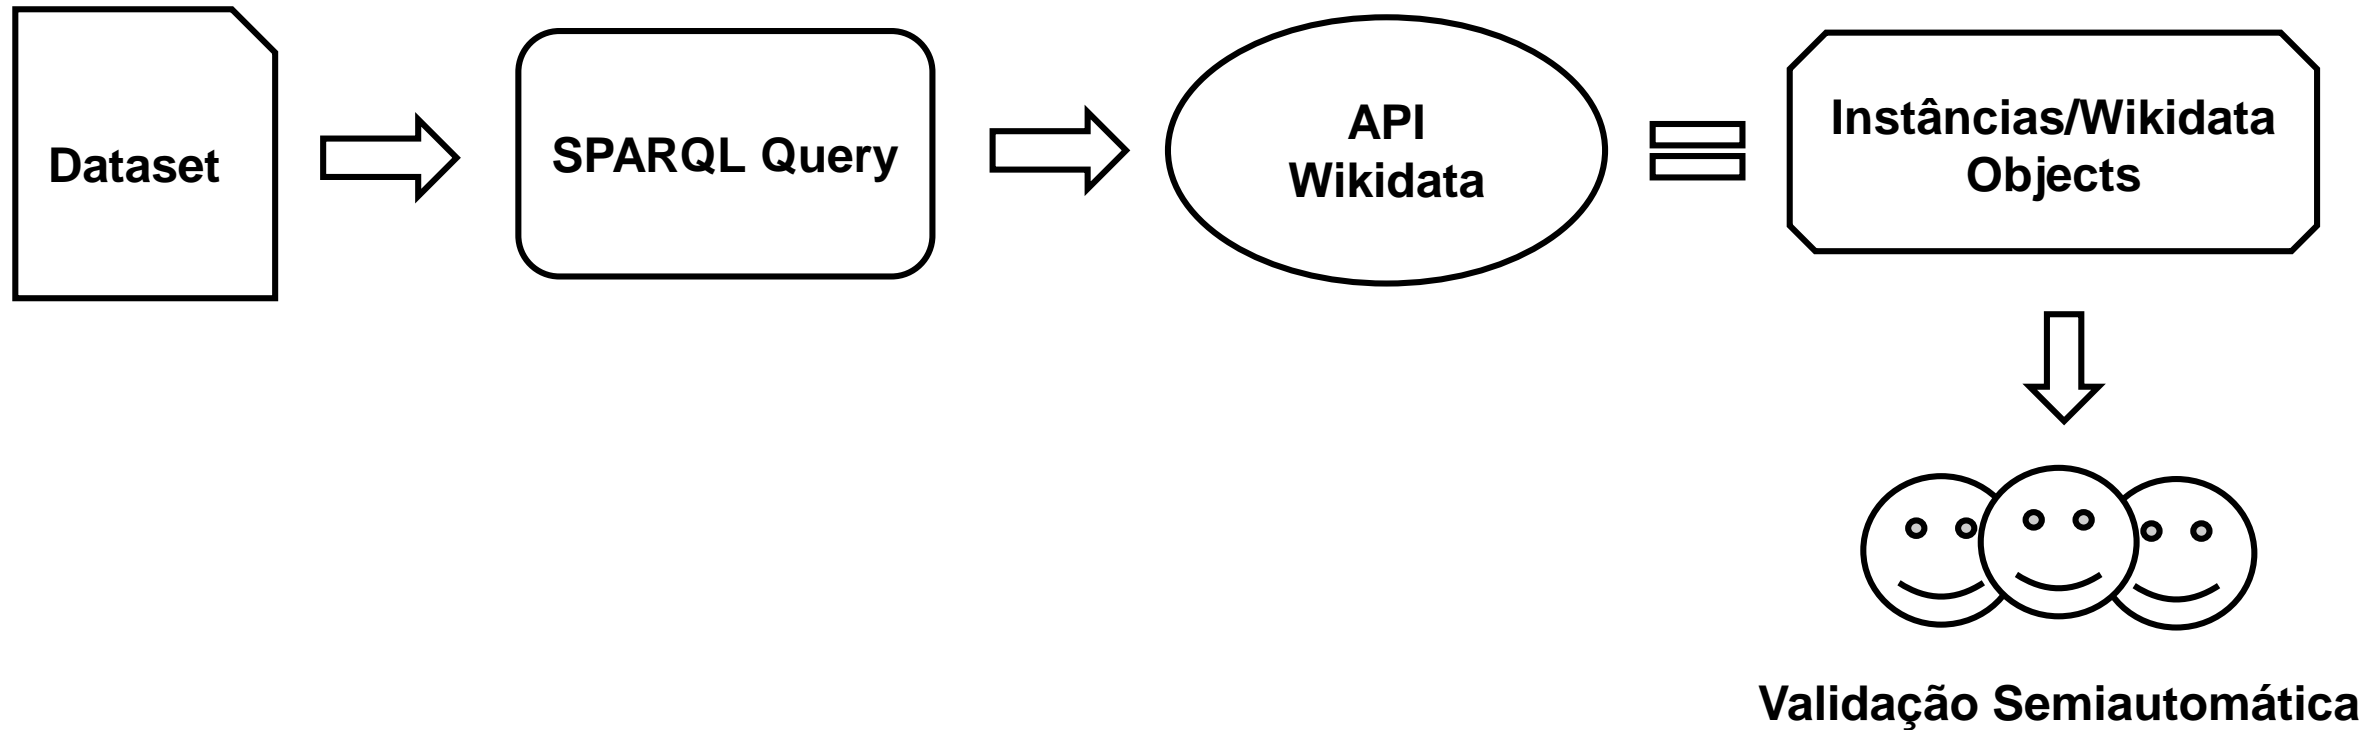 Dataset
SPARQL Query
API
Wikidata
Instâncias/Wikidata
Objects
Validação Semiautomática